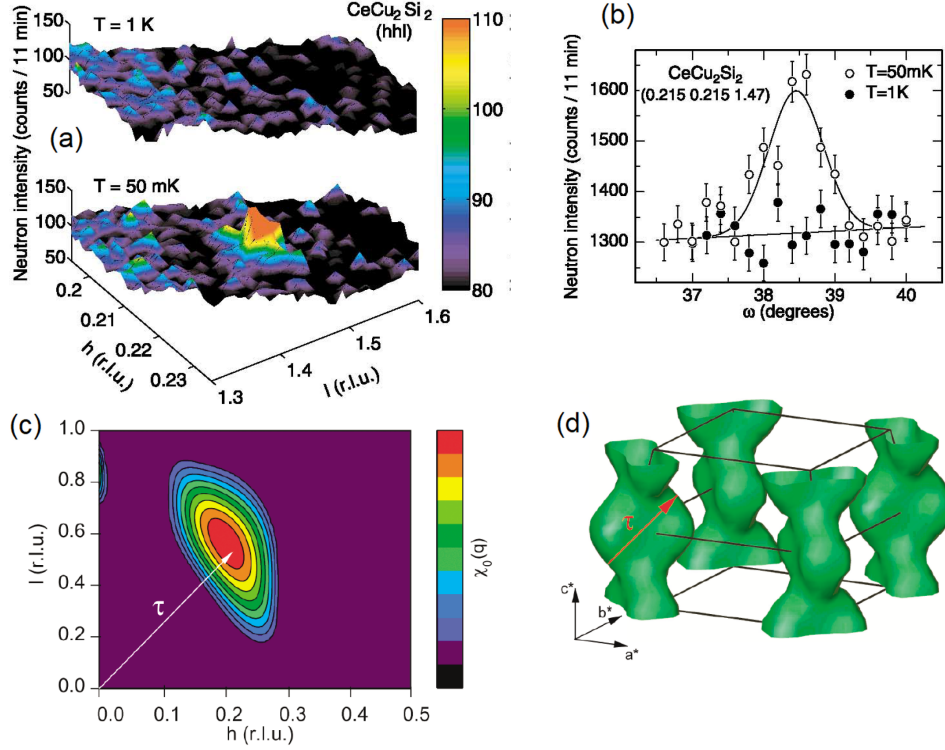 (a)
T = 1 K
CeCu2Si2
(hhl)
150
100
50
Neutron intensity (counts / 11 min)
T = 50 mK
150
100
50
110
100
90
80
0.2
0.21
0.22
0.23
h (r.l.u.)
1.3
1.4
1.5
1.6
l (r.l.u.)
(b)
CeCu2Si2
(0.215 0.215 1.47)
T=50mK
T=1K
1600
1500
1400
1300
Neutron intensity (counts / 11 min)
37 38 39 40
ω (degrees)
(c)
1.0
0.8
0.6
0.4
0.2
0.0
l (r.l.u.)
τ
0.0 0.1 0.2 0.3 0.4 0.5
h (r.l.u.)
χ0(q)
(d)
τ
c*
b*
a*